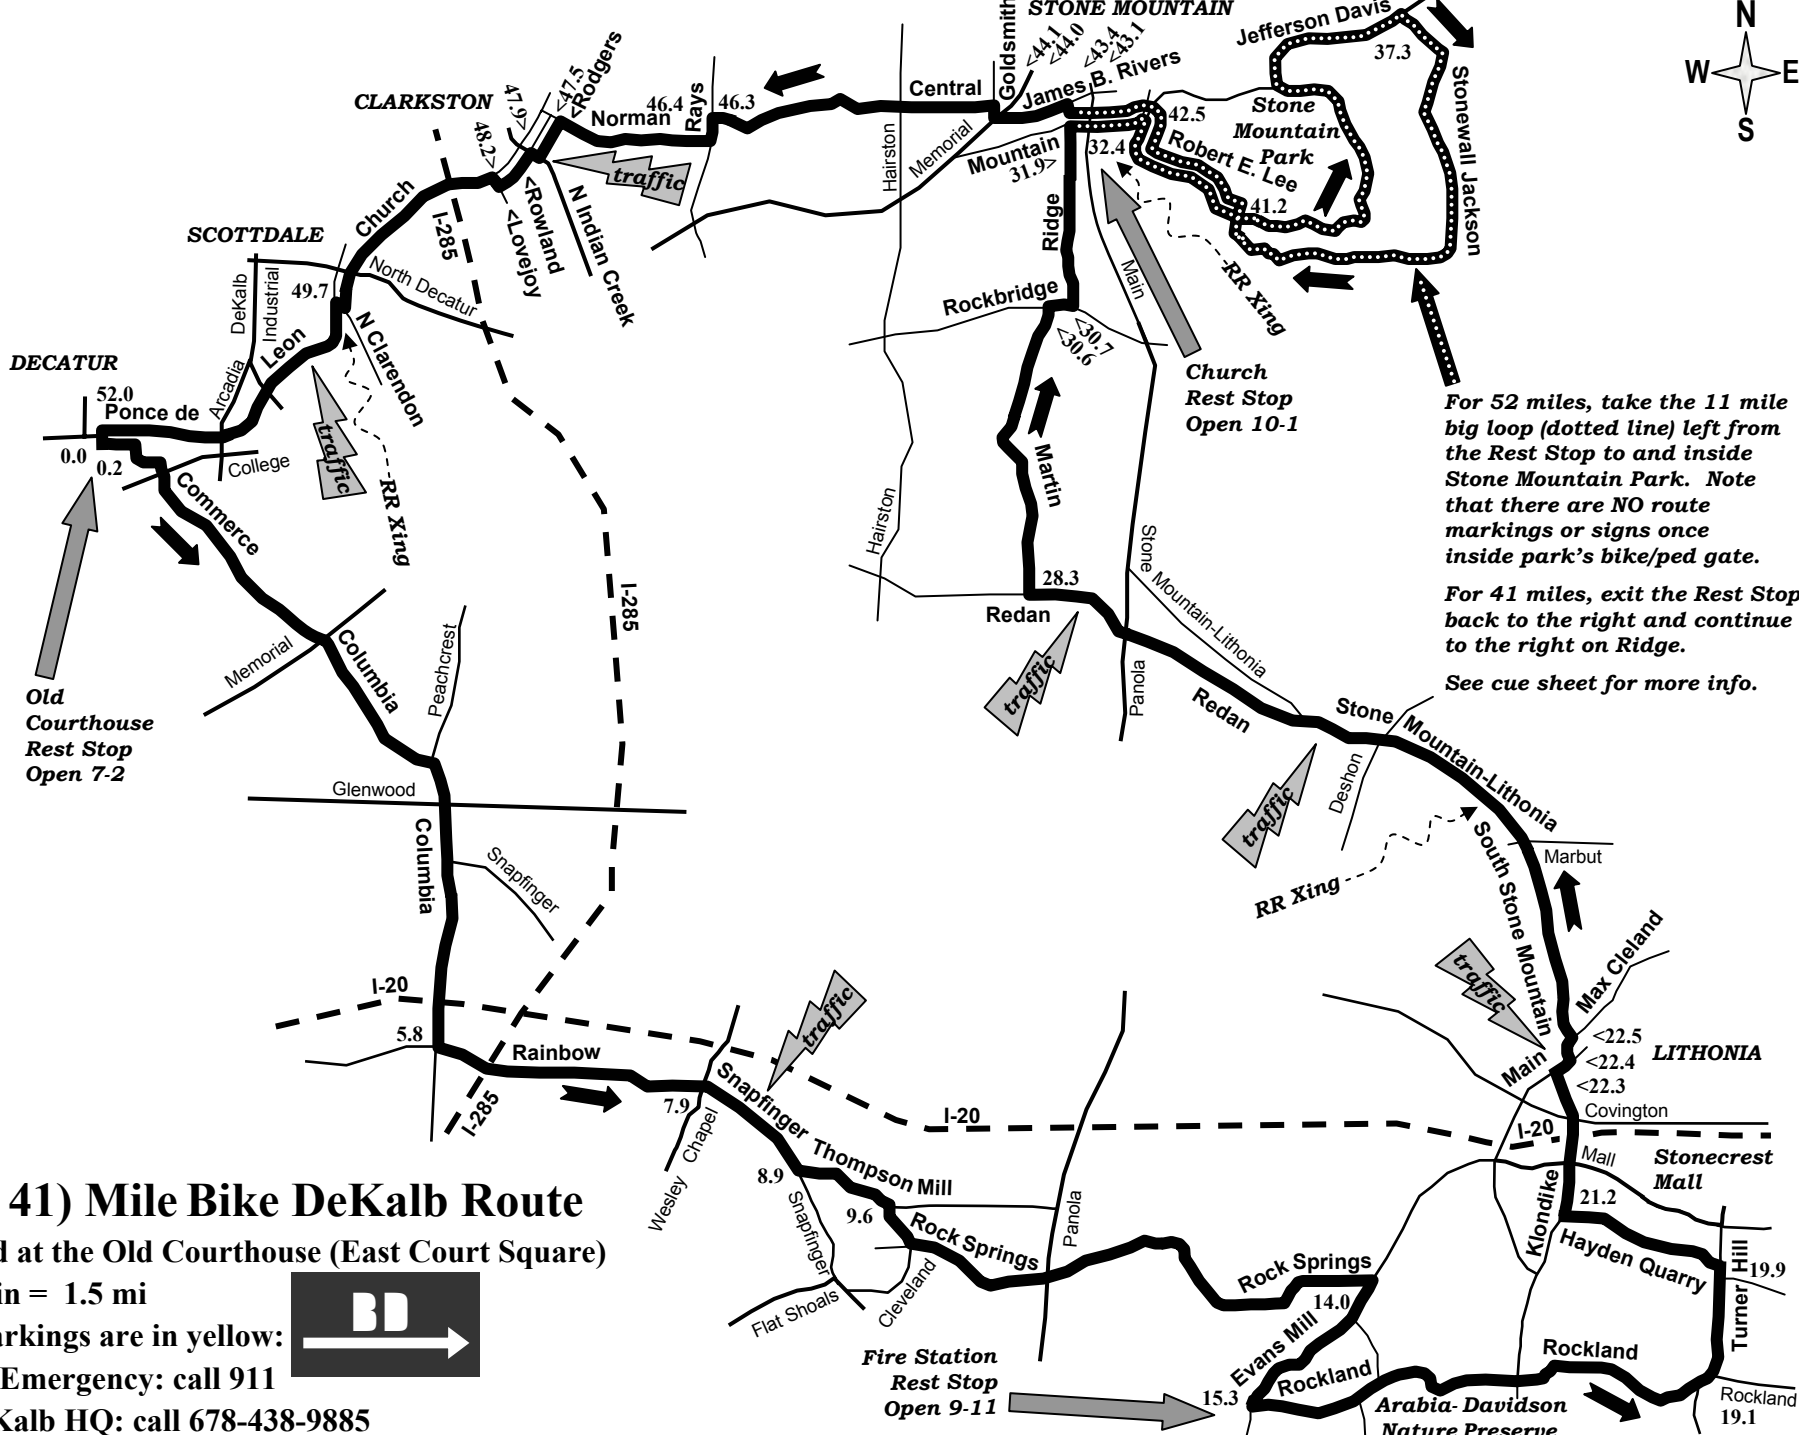 STONE MOUNTAIN
Goldsmith
<44.1
<44.0
<43.4
<43.1
Jefferson Davis
37.3
N
W
E
S
<Rodgers
<47.5
47.9>
48.2>
CLARKSTON
Norman
46.4
Rays
46.3
Central
James B. Rivers
Hairston
Memorial
Mountain
31.9>
32.4
42.5
Robert E. Lee
Stone
Mountain
Park
41.2
Stonewall Jackson
traffic
Church
I-285
<Rowland
<Lovejoy
N Indian Creek
SCOTTDALE
North Decatur
DeKalb
Industrial
49.7
Ridge
Main
RR Xing
Rockbridge
<30.7
<30.6
DECATUR
52.0
Ponce de
Leon
Arcadia
N Clarendon
0.0
0.2
College
Commerce
traffic
RR Xing
Church
Rest Stop
Open 10-1
For 52 miles, take the 11 mile
big loop (dotted line) left from
the Rest Stop to and inside
Stone Mountain Park.  Note
that there are NO route
markings or signs once
inside park's bike/ped gate.
For 41 miles, exit the Rest Stop
back to the right and continue
to the right on Ridge.
See cue sheet for more info.
Martin
Hairston
Stone
Mountain-Lithonia
28.3
Redan
I-285
Memorial
Columbia
Peachcrest
Old
Courthouse
Rest Stop
Open 7-2
traffic
Panola
Redan
Stone Mountain-Lithonia
Deshon
traffic
Glenwood
Columbia
Snapfinger
RR Xing
South Stone Mountain
Marbut
Max Cleland
traffic
I-20
5.8
Rainbow
I-285
traffic
7.9
Snapfinger
Wesley Chapel
I-20
Main
<22.5
<22.4
<22.3
LITHONIA
Covington
I-20
Mall
Stonecrest
Mall
8.9
Thompson Mill
Snapfinger
9.6
Rock Springs
Panola
Klondike
21.2
Hayden Quarry
Turner Hill
19.9
41) Mile Bike DeKalb Route
d at the Old Courthouse (East Court Square)
in =  1.5 mi
arkings are in yellow:
BD
Emergency: call 911
Kalb HQ: call 678-438-9885
Flat Shoals
Cleveland
Rock Springs
14.0
Evans Mill
Fire Station
Rest Stop
Open 9-11
15.3
Rockland
Rockland
Rockland
19.1
Arabia-Davidson
Nature Preserve